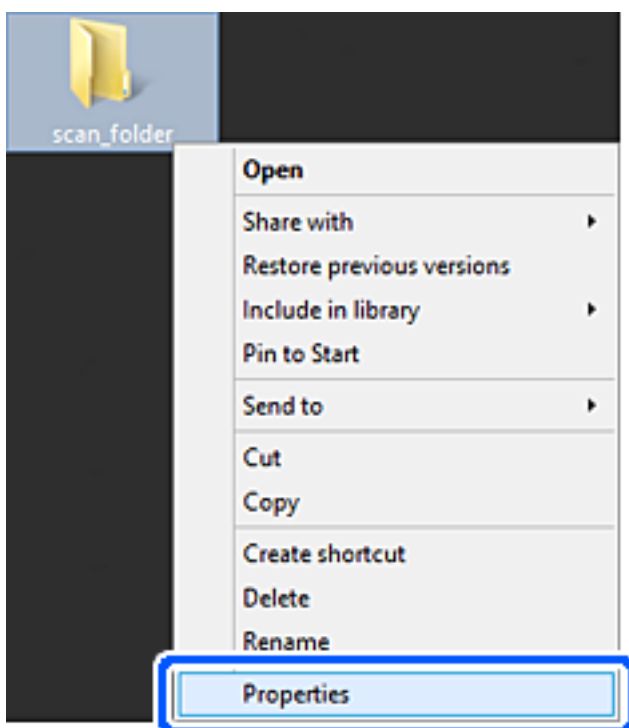 scan_folder
Open
Share with
Restore previous versions
Include in library
Pin to Start
Send to
Cut
Copy
Create shortcut
Delete
Rename
Properties